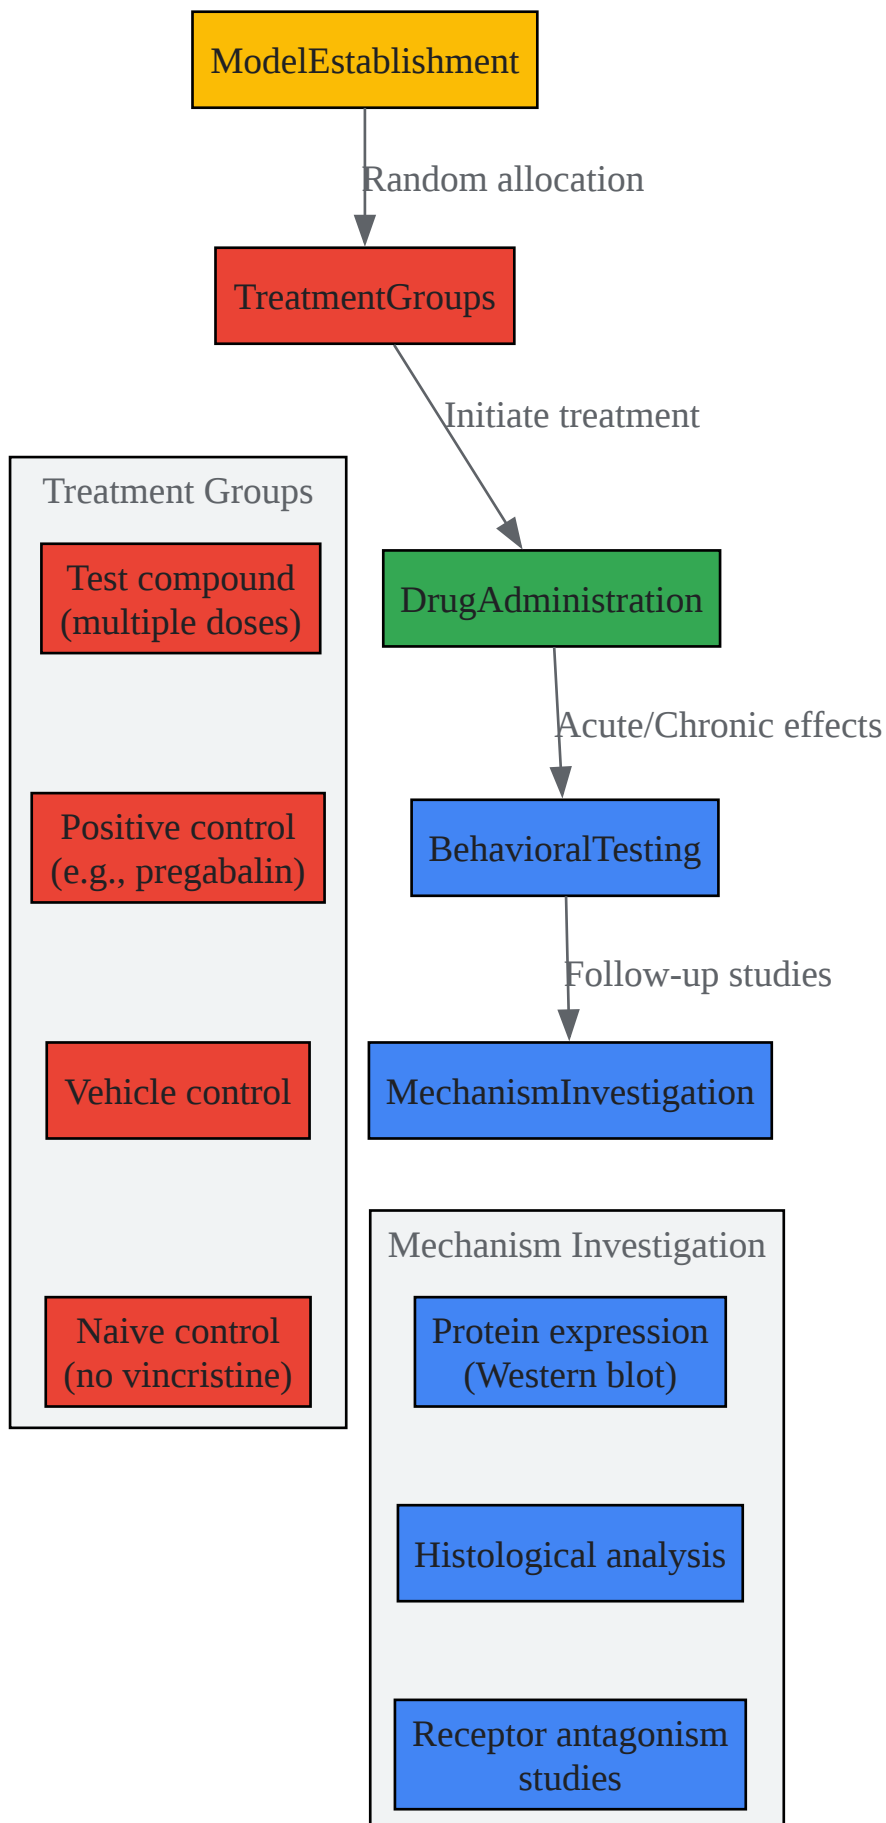 ModelEstablishment
Random allocation
TreatmentGroups
Initiate treatment
Treatment Groups
Test compound
(multiple doses)
Positive control
(e.g., pregabalin)
Vehicle control
Naive control
(no vincristine)
DrugAdministration
Acute/Chronic effects
BehavioralTesting
Follow-up studies
MechanismInvestigation
Mechanism Investigation
Protein expression
(Western blot)
Histological analysis
Receptor antagonism
studies